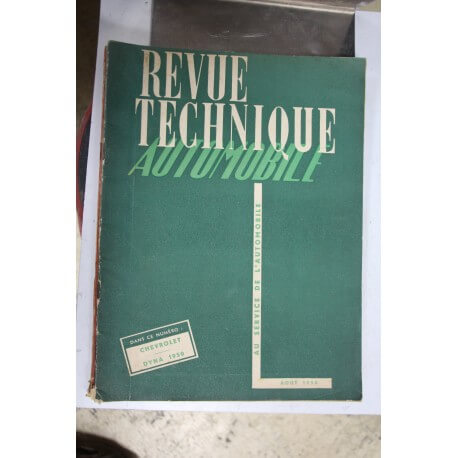 REVUE
TECHNIQUE
AUTOMOBILE
AU SERVICE DE L'AUTOMOBILE
DANS CE NUMÉRO :
CHEVROLET
DYNA 1950
AOUT 1950